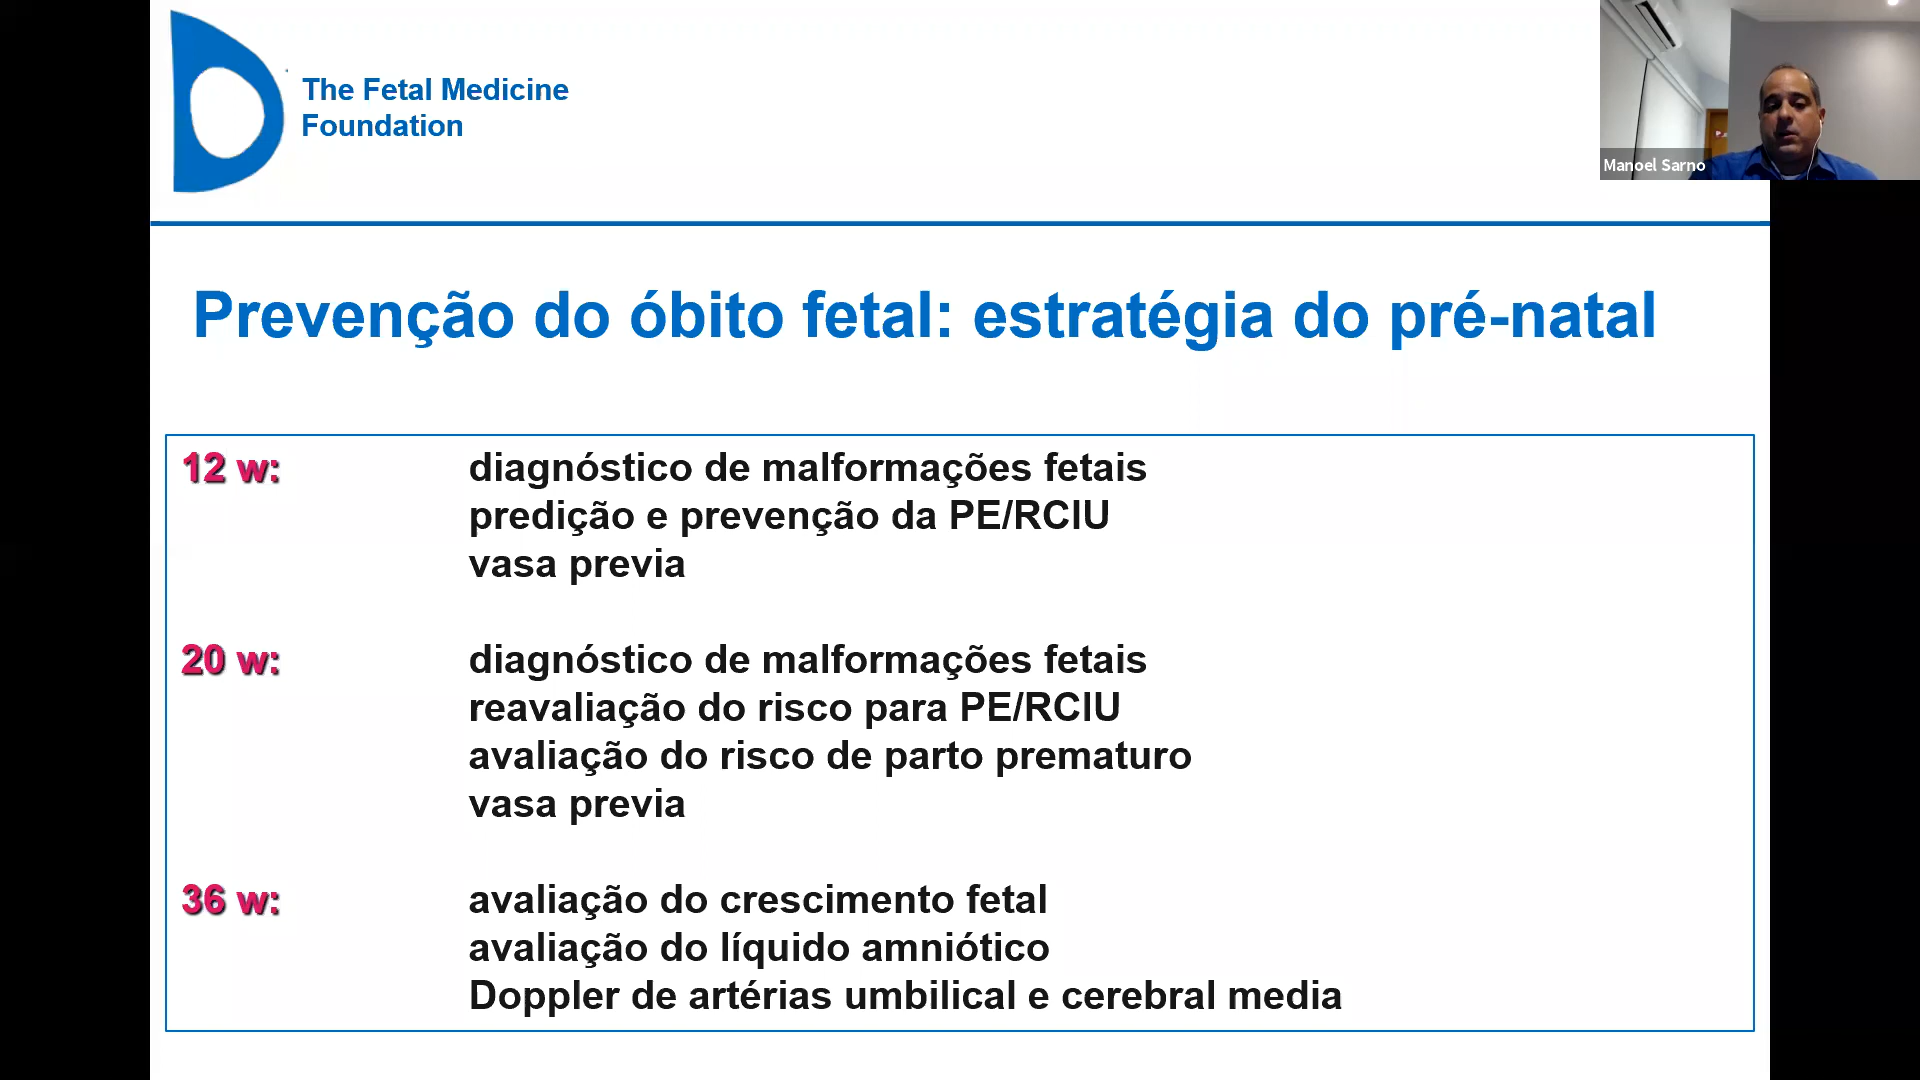 The Fetal Medicine
Foundation
Manoel Sarno
Prevenção do óbito fetal: estratégia do pré-natal
12 w: diagnóstico de malformações fetais
predição e prevenção da PE/RCIU
vasa previa
20 w: diagnóstico de malformações fetais
reavaliação do risco para PE/RCIU
avaliação do risco de parto prematuro
vasa previa
36 w: avaliação do crescimento fetal
avaliação do líquido amniótico
Doppler de artérias umbilical e cerebral media